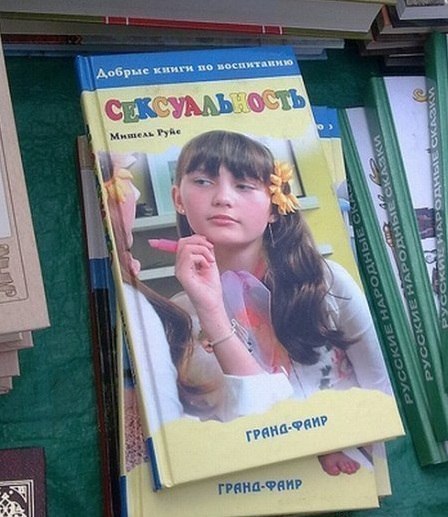 Добрые книги по воспитанию
СЕКСУАЛЬНОСТЬ
Мишель Руйе
ГРАНД-ФАИР
ГРАНД-ФАИР
РУССКИЕ НАРОДНЫЕ СКАЗКИ
РУССКИЕ НАРОДНЫЕ СКАЗКИ